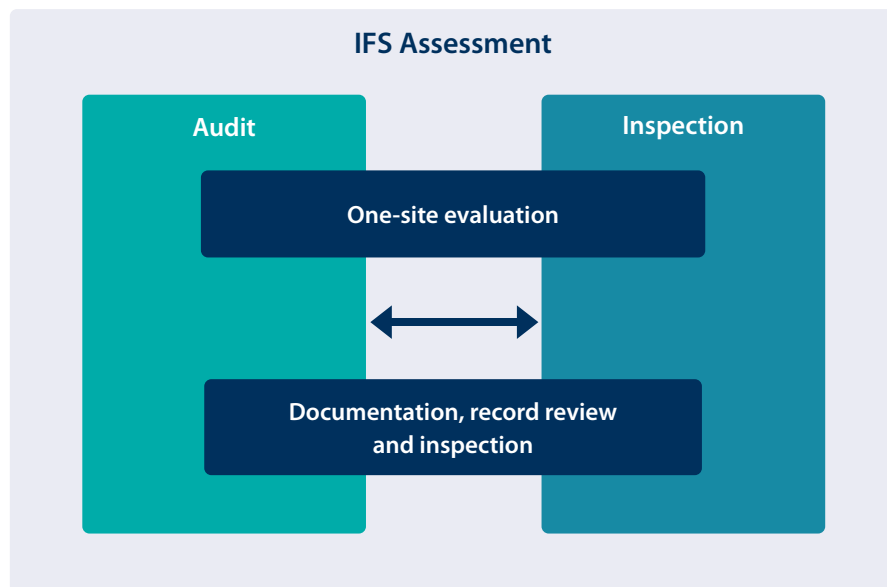 IFS Assessment
Audit
Inspection
One-site evaluation
Documentation, record review
and inspection